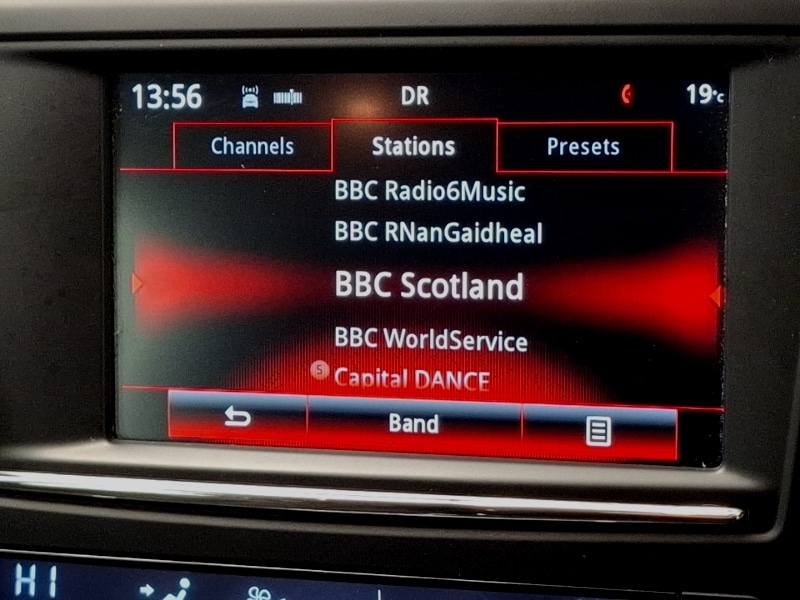 13:56 DR 19°C
Channels Stations Presets
BBC Radio6Music
BBC RNanGaidheal
BBC Scotland
BBC WorldService
5 Capital DANCE
Band
HI